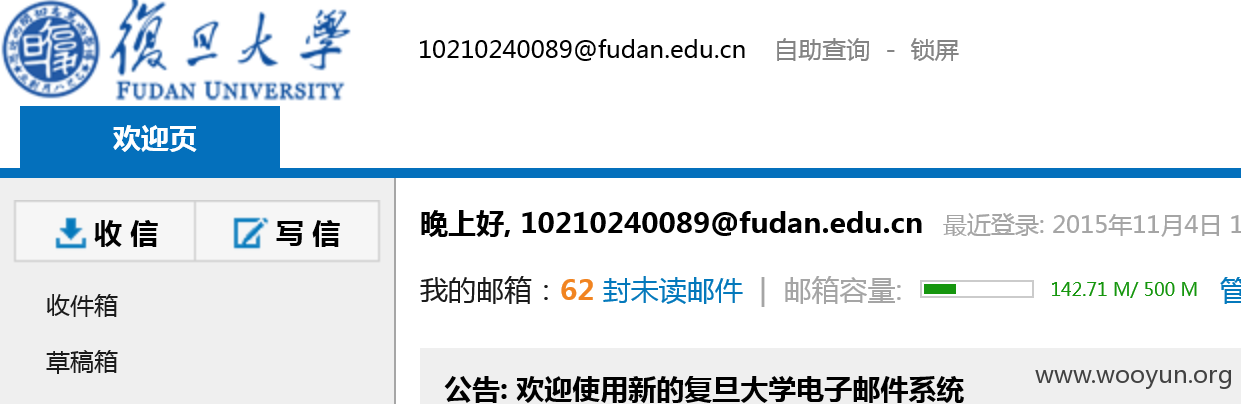 復旦大學
FUDAN UNIVERSITY
10210240089@fudan.edu.cn 自助查询 - 锁屏
欢迎页
收信 写信
晚上好, 10210240089@fudan.edu.cn 最近登录: 2015年11月4日 1
我的邮箱：62 封未读邮件 | 邮箱容量: 142.71 M/ 500 M
收件箱
草稿箱
公告: 欢迎使用新的复旦大学电子邮件系统
www.wooyun.org